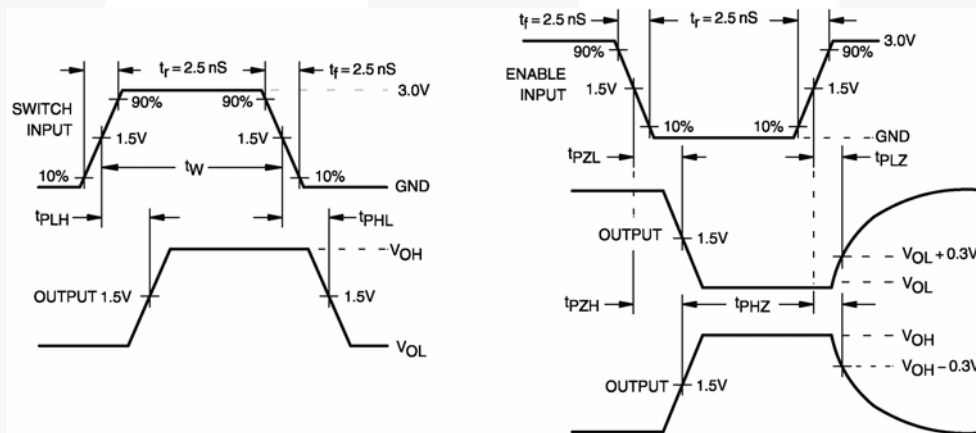 tr = 2.5 nS
tf = 2.5 nS
3.0V
SWITCH
INPUT
90%
90%
1.5V
1.5V
tW
10%
10%
GND
tPLH
tPHL
VOH
OUTPUT 1.5V
1.5V
VOL
tf = 2.5 nS
tr = 2.5 nS
3.0V
90%
90%
ENABLE
INPUT
1.5V
1.5V
10%
10%
GND
tPZL
tPLZ
OUTPUT
1.5V
VOL + 0.3V
VOL
tPZH
tPHZ
VOH
VOH – 0.3V
OUTPUT
1.5V